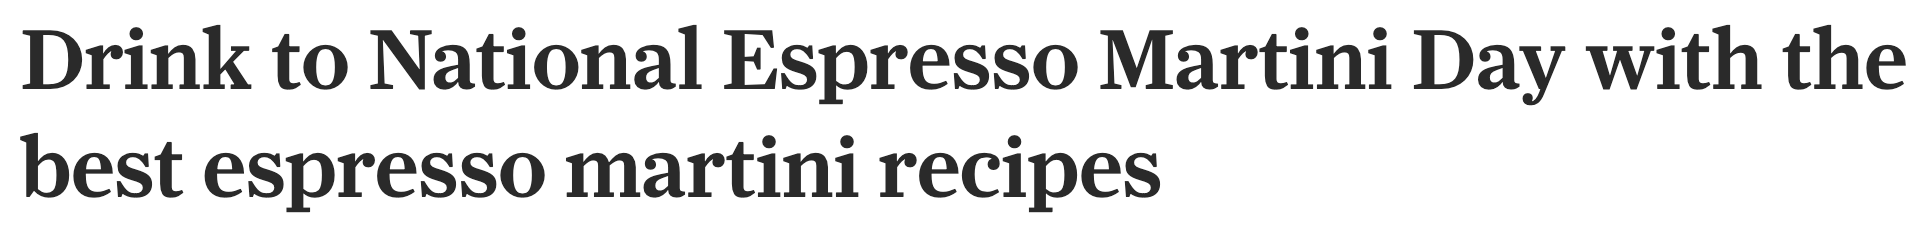 Drink to National Espresso Martini Day with the
best espresso martini recipes